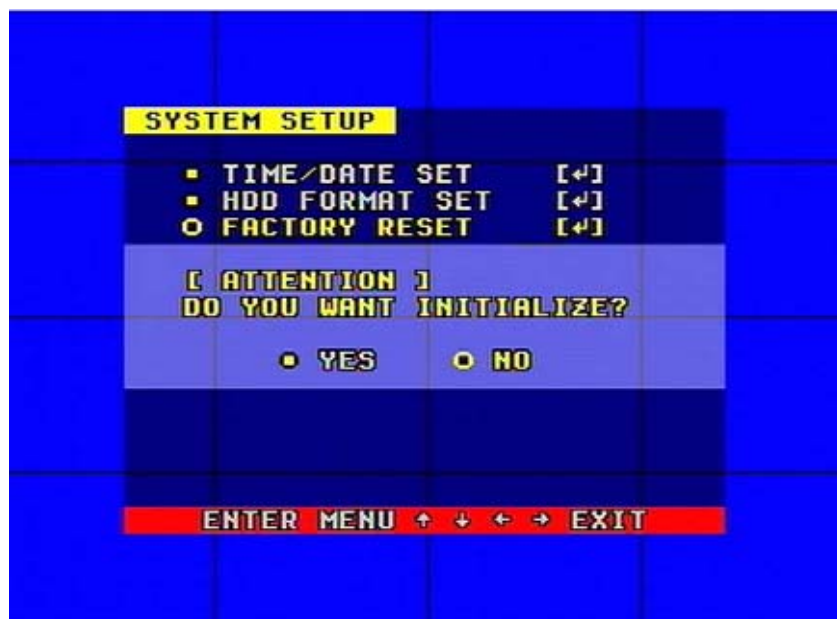 SYSTEM SETUP
TIME/DATE SET [↵]
HDD FORMAT SET [↵]
FACTORY RESET [↵]
[ ATTENTION ]
DO YOU WANT INITIALIZE?
YES NO
ENTER MENU ↑ ↓ ← → EXIT